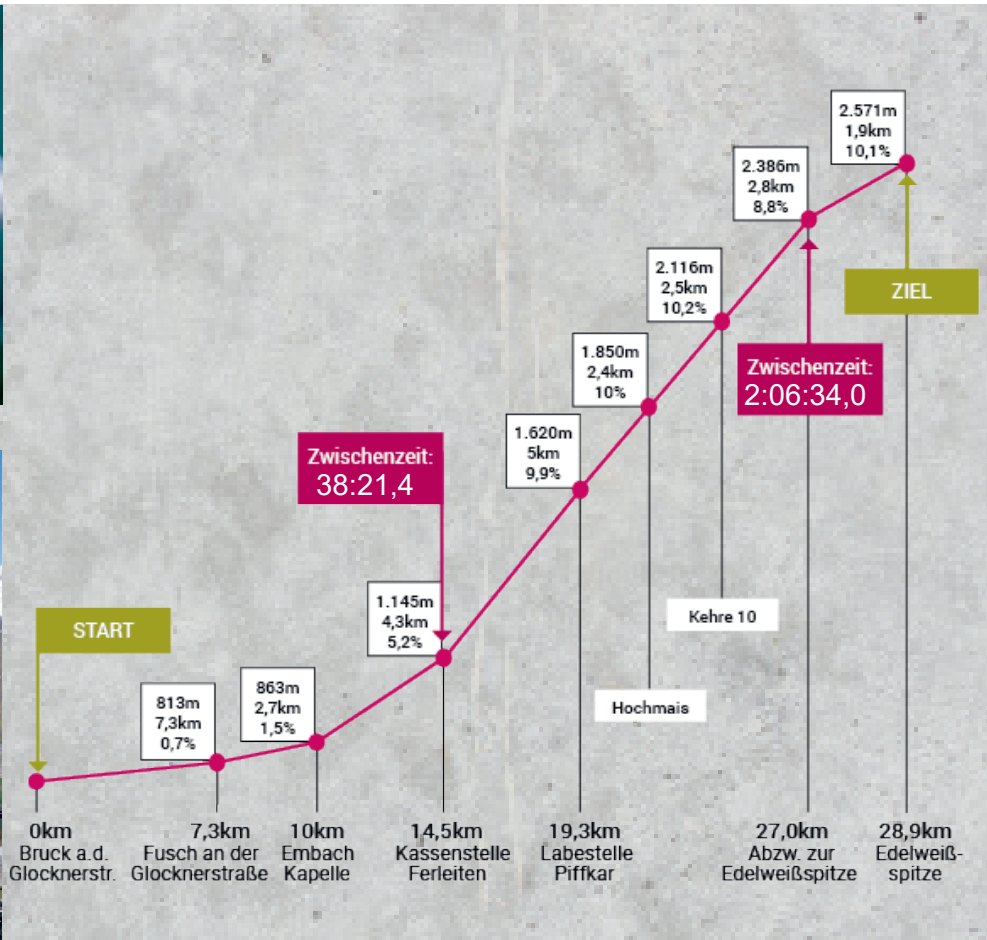 2.571m
1,9km
10,1%
2.386m
2,8km
8,8%
2.116m
2,5km
10,2%
ZIEL
1.850m
2,4km
10%
Zwischenzeit:
2:06:34,0
1.620m
5km
9,9%
Zwischenzeit:
38:21,4
1.145m
4,3km
5,2%
Kehre 10
START
863m
2,7km
1,5%
813m
7,3km
0,7%
Hochmais
0km
Bruck a.d.
Glocknerstr.
7,3km
Fusch an der
Glocknerstraße
10km
Embach
Kapelle
14,5km
Kassenstelle
Ferleiten
19,3km
Labestelle
Piffkar
27,0km
Abzw. zur
Edelweißspitze
28,9km
Edelweiß-
spitze